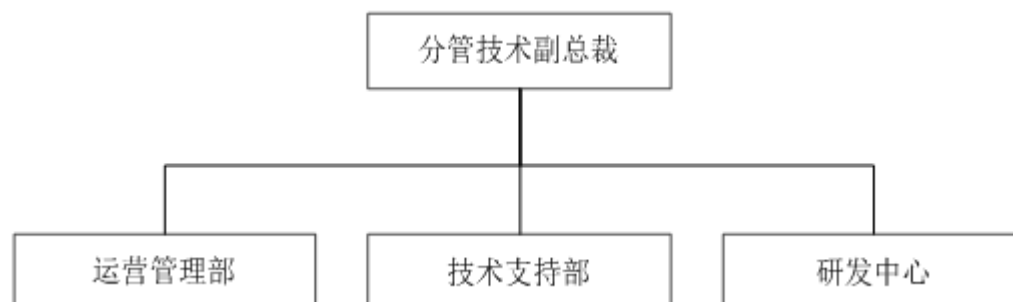 分管技术副总裁
运营管理部
技术支持部
研发中心